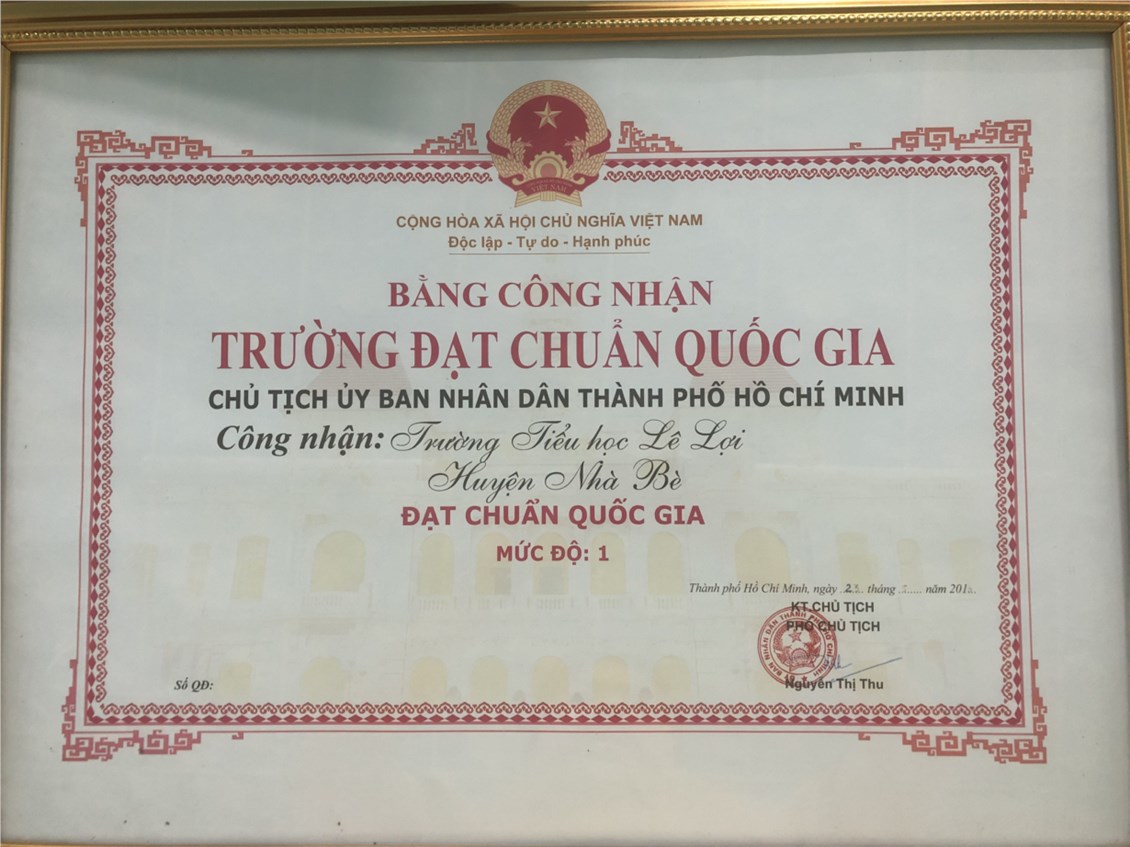 VIỆT NAM
CỘNG HÒA XÃ HỘI CHỦ NGHĨA VIỆT NAM
Độc lập - Tự do - Hạnh phúc
BẰNG CÔNG NHẬN
TRƯỜNG ĐẠT CHUẨN QUỐC GIA
CHỦ TỊCH ỦY BAN NHÂN DÂN THÀNH PHỐ HỒ CHÍ MINH
Công nhận: Trường Tiểu học Lê Lợi
Huyện Nhà Bè
ĐẠT CHUẨN QUỐC GIA
MỨC ĐỘ: 1
Thành phố Hồ Chí Minh, ngày tháng năm
KT.CHỦ TỊCH
PHÓ CHỦ TỊCH
Nguyễn Thị Thu
Số QĐ: